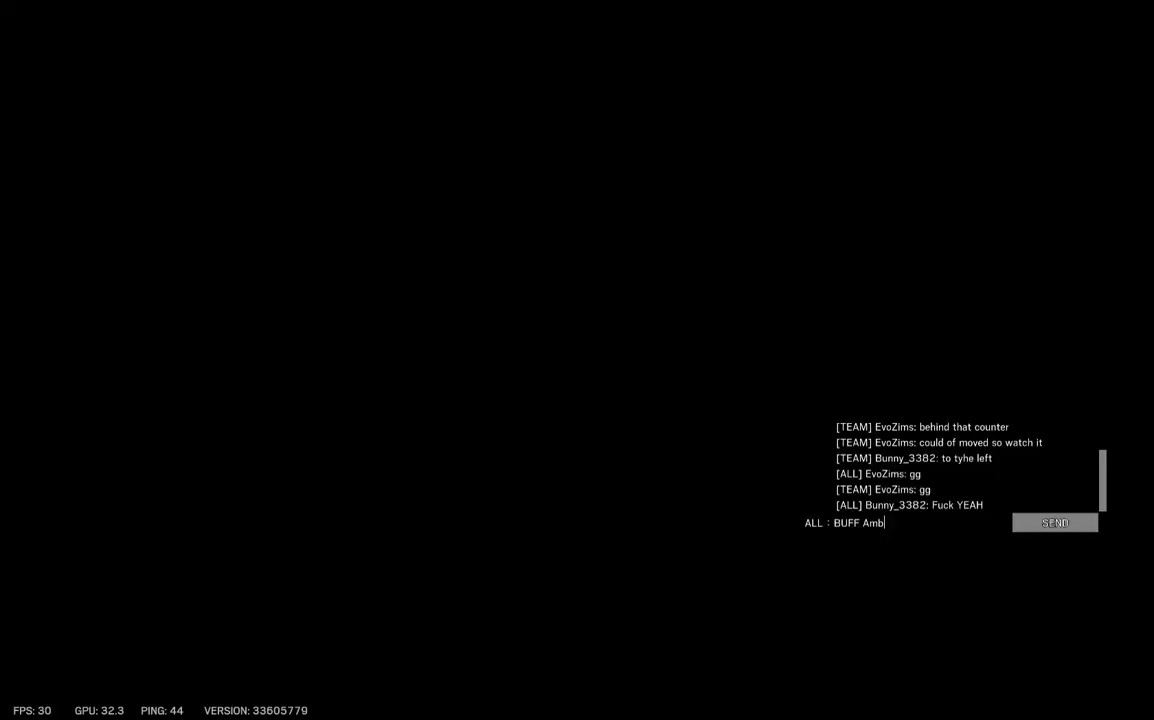 [TEAM] EvoZims: behind that counter
[TEAM] EvoZims: could of moved so watch it
[TEAM] Bunny_3382: to tyhe left
[ALL] EvoZims: gg
[TEAM] EvoZims: gg
[ALL] Bunny_3382: Fuck YEAH
ALL : BUFF Amb SEND
FPS: 30 GPU: 32.3 PING: 44 VERSION: 33605779